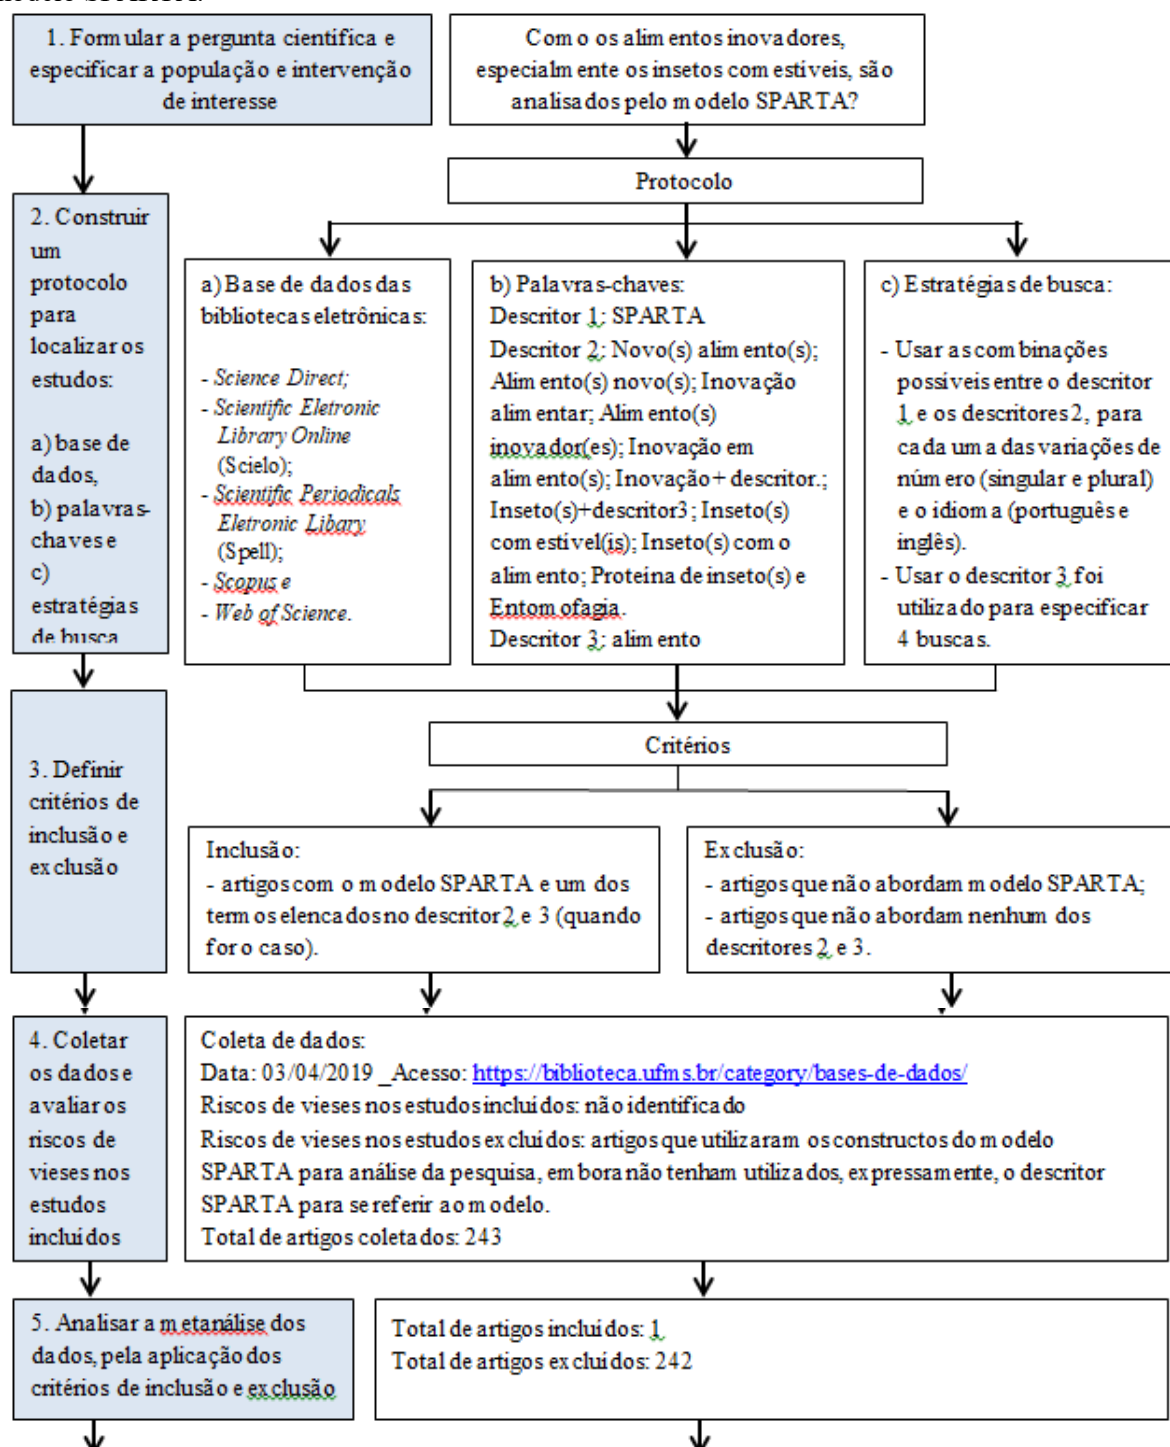 1. Formular a pergunta científica e
especificar a população e intervenção
de interesse
Como os alimentos inovadores,
especialmente os insetos comestíveis, são
analisados pelo modelo SPARTA?
Protocolo
2. Construir
um
protocolo
para
localizar os
estudos:
a) base de
dados,
b) palavras-
chaves e
c)
estratégias
de busca
a) Base de dados das
bibliotecas eletrônicas:
- Science Direct;
- Scientific Eletronic
Library Online
(Scielo);
- Scientific Periodicals
Eletronic Libary
(Spell);
- Scopus e
- Web of Science.
b) Palavras-chaves:
Descritor 1: SPARTA
Descritor 2: Novo(s) alimento(s);
Alimento(s) novo(s); Inovação
alimentar; Alimento(s)
inovador(es); Inovação em
alimento(s); Inovação+ descritor.;
Inseto(s)+descritor3; Inseto(s)
comestível(is); Inseto(s) como
alimento; Proteína de inseto(s) e
Entomofagia.
Descritor 3: alimento
c) Estratégias de busca:
- Usar as combinações
possíveis entre o descritor
1 e os descritores 2, para
cada uma das variações de
número (singular e plural)
e o idioma (português e
inglês).
- Usar o descritor 3 foi
utilizado para especificar
4 buscas.
3. Definir
critérios de
inclusão e
exclusão
Critérios
Inclusão:
- artigos com o modelo SPARTA e um dos
termos elencados no descritor 2 e 3 (quando
for o caso).
Exclusão:
- artigos que não abordam modelo SPARTA;
- artigos que não abordam nenhum dos
descritores 2 e 3.
4. Coletar
os dados e
avaliar os
riscos de
vieses nos
estudos
incluídos
Coleta de dados:
Data: 03/04/2019 _Acesso: https://biblioteca.ufms.br/category/bases-de-dados/
Riscos de vieses nos estudos incluídos: não identificado
Riscos de vieses nos estudos excluídos: artigos que utilizaram os constructos do modelo
SPARTA para análise da pesquisa, embora não tenham utilizados, expressamente, o descritor
SPARTA para se referir ao modelo.
Total de artigos coletados: 243
5. Analisar a metanálise dos
dados, pela aplicação dos
critérios de inclusão e exclusão
Total de artigos incluídos: 1
Total de artigos excluídos: 242